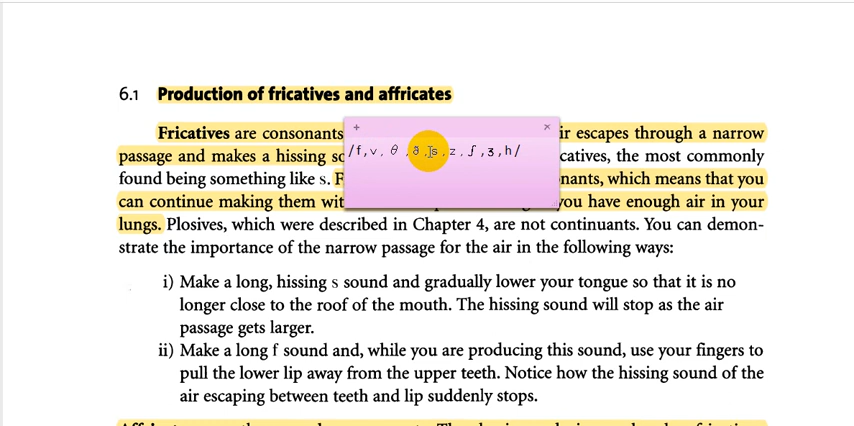 6.1 Production of fricatives and affricates
Fricatives are consonants ir escapes through a narrow
passage and makes a hissing so catives, the most commonly
found being something like s. F nants, which means that you
can continue making them wit you have enough air in your
lungs. Plosives, which were described in Chapter 4, are not continuants. You can demon-
strate the importance of the narrow passage for the air in the following ways:
+ ×
/f,v, θ ,ð ,s ,z , ʃ ,ʒ ,h/
i) Make a long, hissing s sound and gradually lower your tongue so that it is no
longer close to the roof of the mouth. The hissing sound will stop as the air
passage gets larger.
ii) Make a long f sound and, while you are producing this sound, use your fingers to
pull the lower lip away from the upper teeth. Notice how the hissing sound of the
air escaping between teeth and lip suddenly stops.